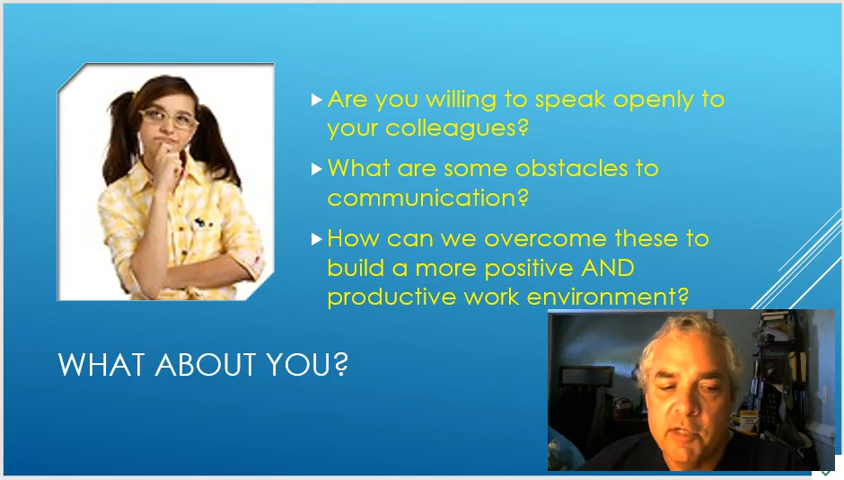 Are you willing to speak openly to
your colleagues?
What are some obstacles to
communication?
How can we overcome these to
build a more positive AND
productive work environment?
WHAT ABOUT YOU?